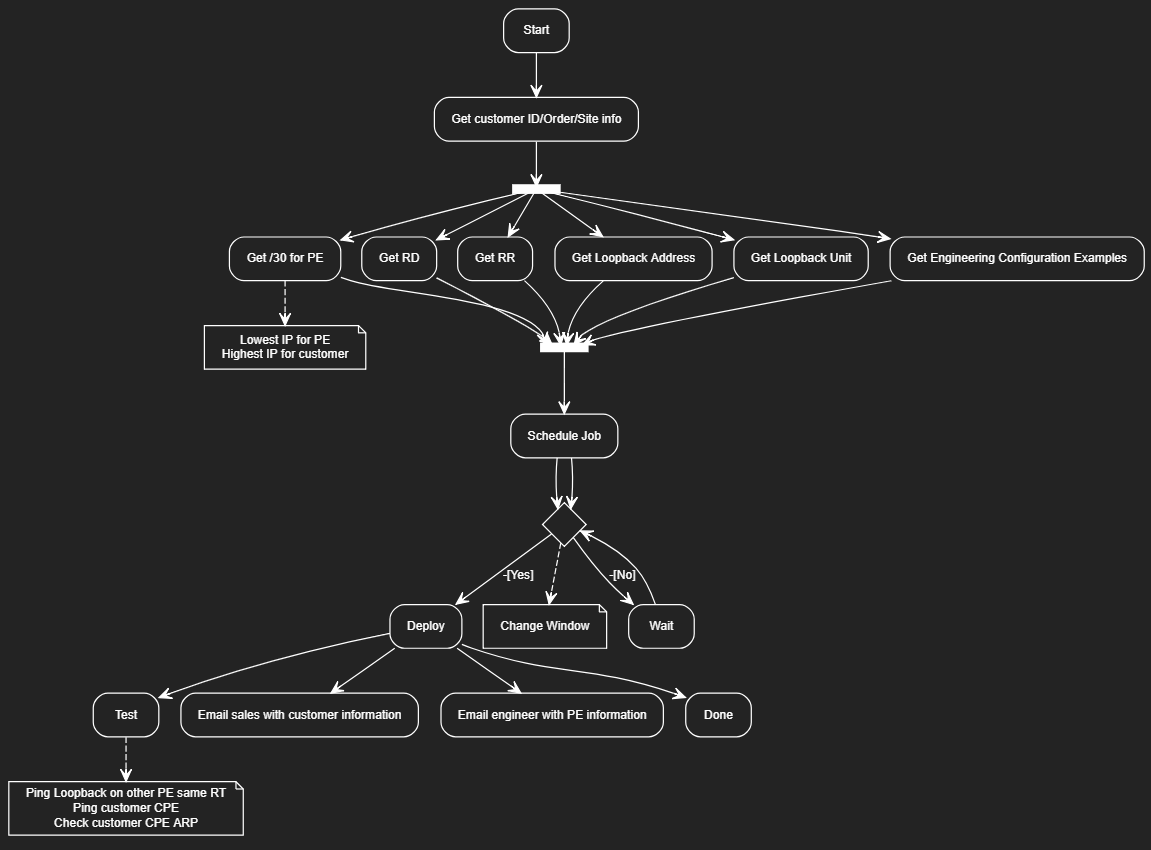 Start
Get customer ID/Order/Site info
Get /30 for PE
Get RD
Get RR
Get Loopback Address
Get Loopback Unit
Get Engineering Configuration Examples
Lowest IP for PE
Highest IP for customer
Schedule Job
-[Yes]
-[No]
Deploy
Change Window
Wait
Test
Email sales with customer information
Email engineer with PE information
Done
Ping Loopback on other PE same RT
Ping customer CPE
Check customer CPE ARP